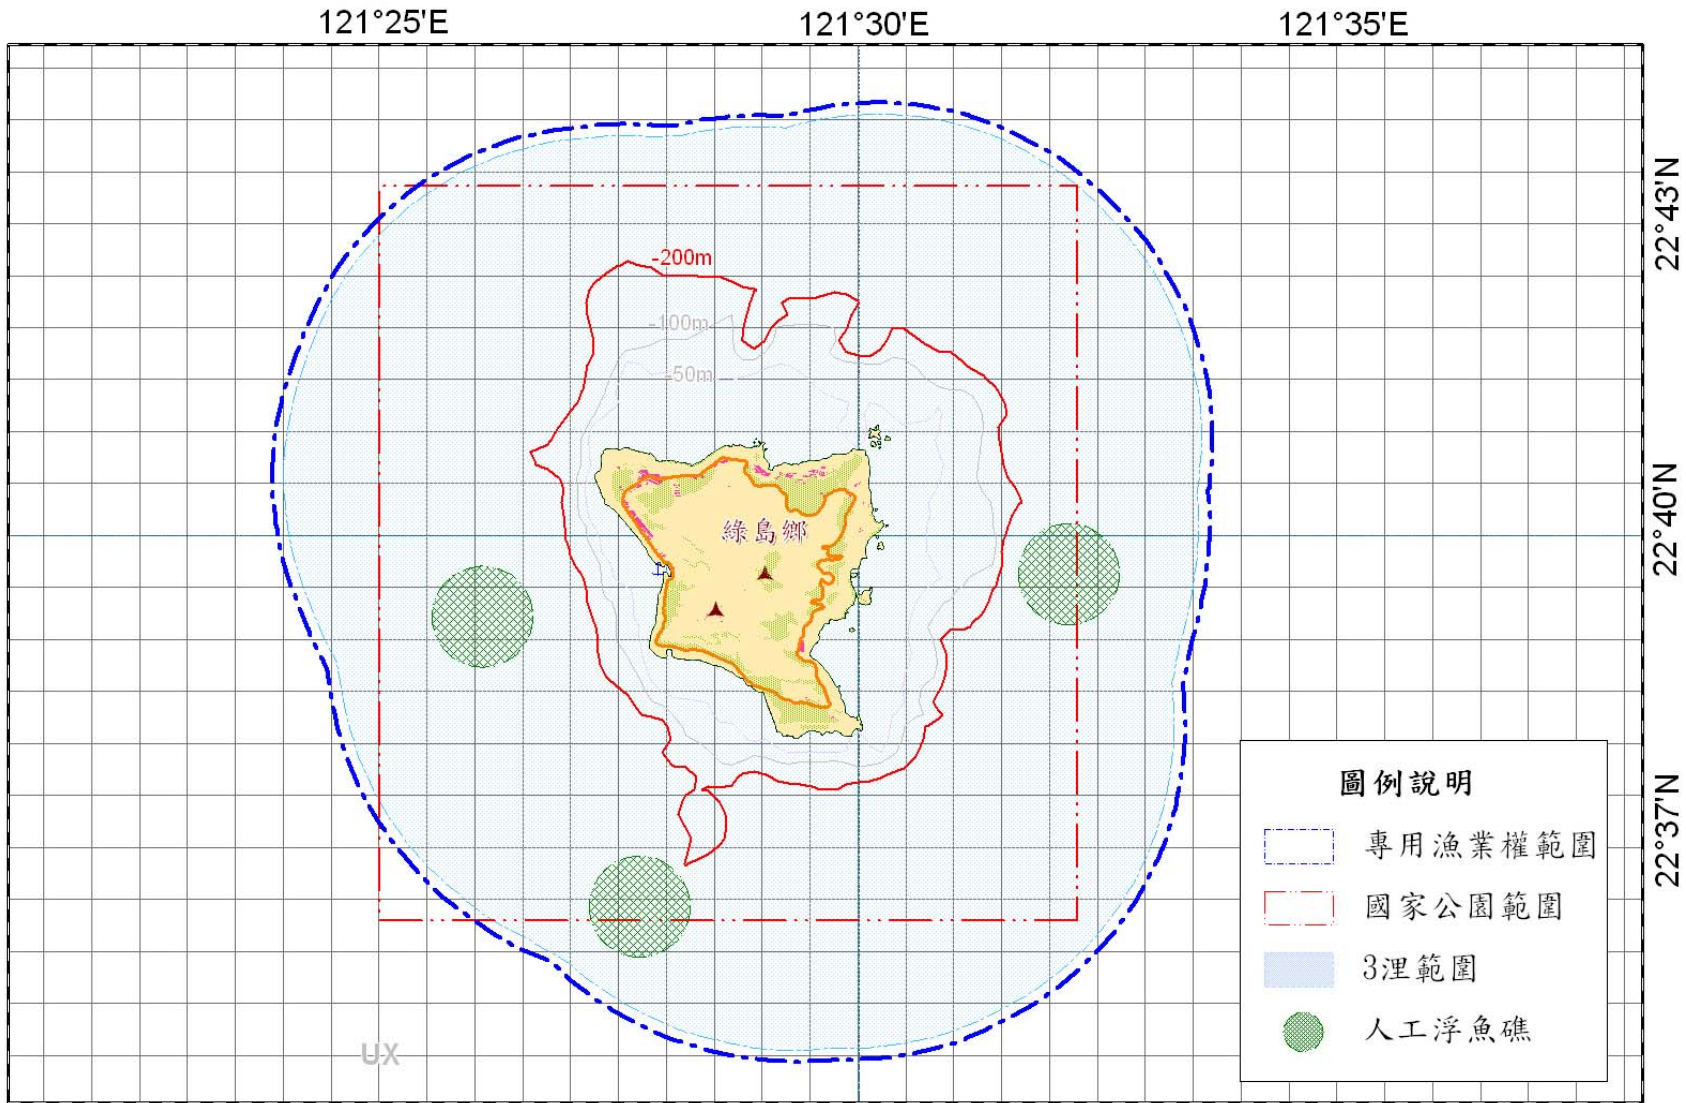 121°25'E
121°30'E
121°35'E
22°43'N
-200m
-100m
-50m
22°40'N
綠島鄉
22°37'N
圖例說明
專用漁業權範圍
國家公園範圍
3浬範圍
人工浮魚礁
UX